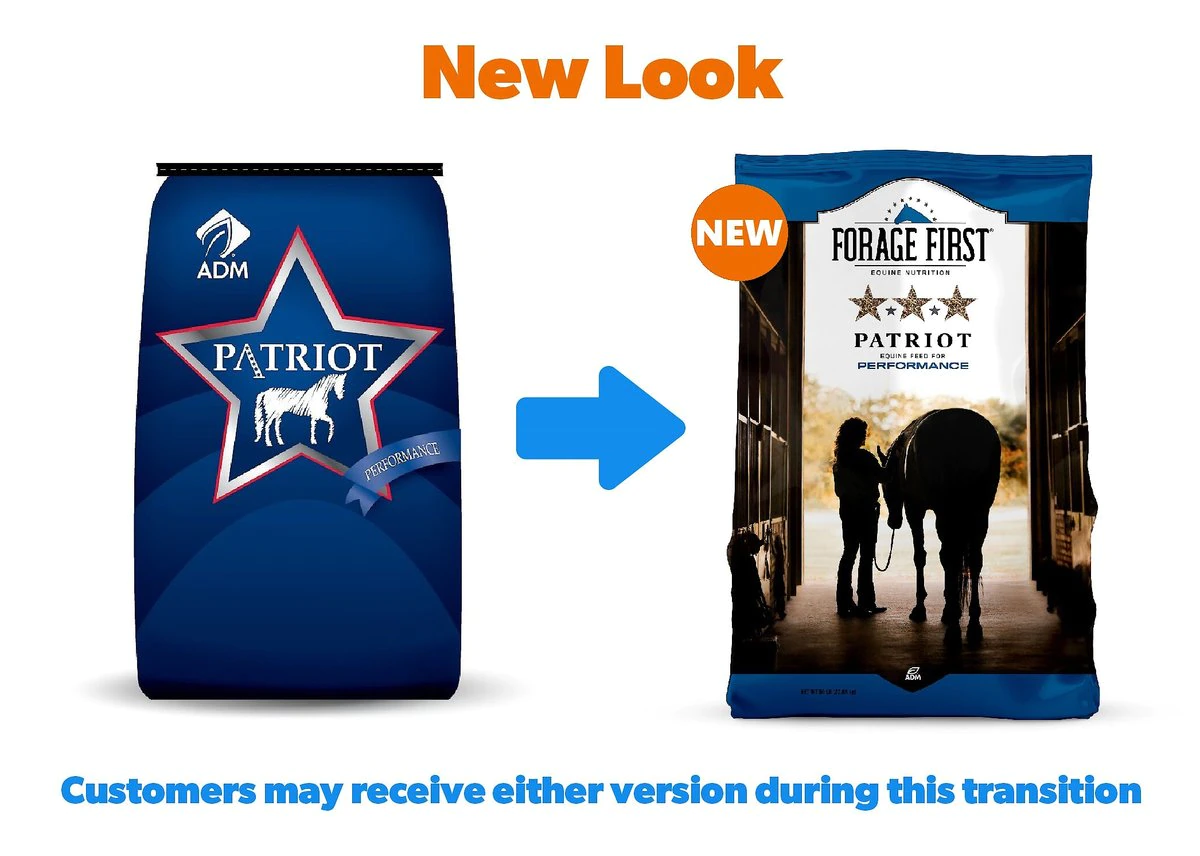 New Look
ADM
PATRIOT
PERFORMANCE
NEW
FORAGE FIRST®
EQUINE NUTRITION
PATRIOT
EQUINE FEED FOR
PERFORMANCE
ADM
Customers may receive either version during this transition